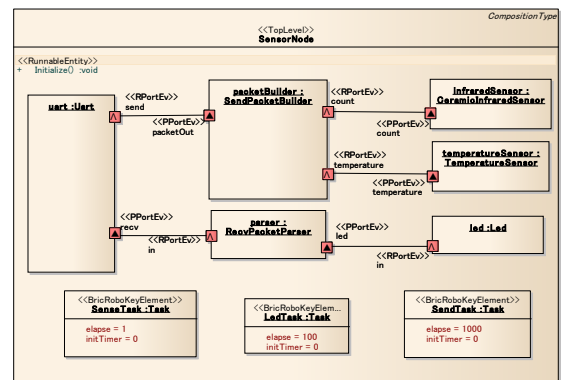 CompositionType
<<TopLevel>>
SensorNode
<<RunnableEntity>>
+ Initialize() :void
uart :Uart
<<RPortEv>>
send
<<PPortEv>>
packetOut
packetBuilder :
SendPacketBuilder
<<RPortEv>>
count
<<PPortEv>>
count
infraredSensor :
CeramicInfraredSensor
<<RPortEv>>
temperature
<<PPortEv>>
temperature
temperatureSensor :
TemperatureSensor
<<PPortEv>>
recv
<<RPortEv>>
in
parser :
RecvPacketParser
<<PPortEv>>
led
<<RPortEv>>
in
led :Led
<<BricRoboKeyElement>>
SenseTask :Task
elapse = 1
initTimer = 0
<<BricRoboKeyElem...
LedTask :Task
elapse = 100
initTimer = 0
<<BricRoboKeyElement>>
SendTask :Task
elapse = 1000
initTimer = 0